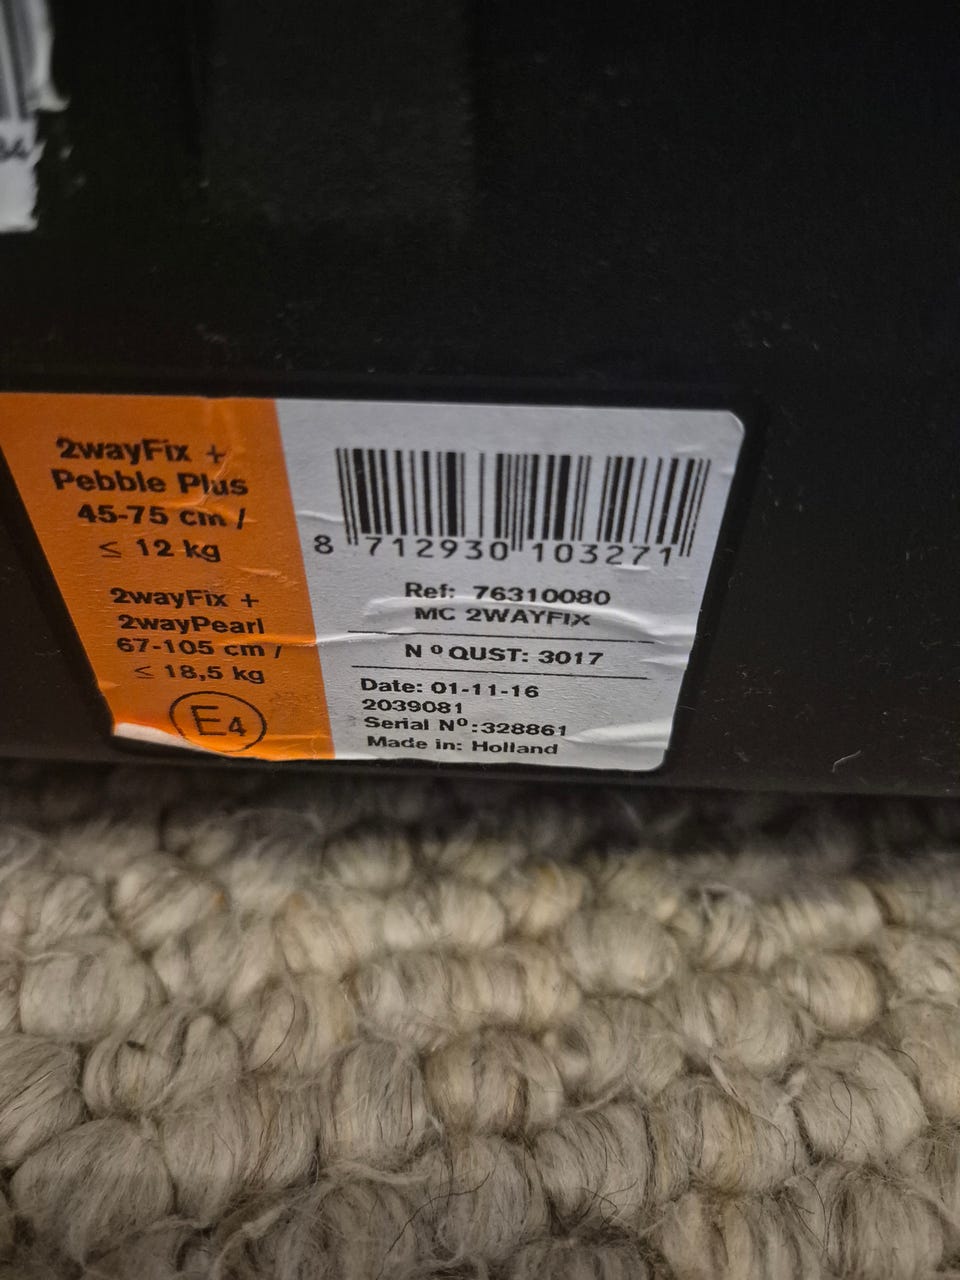 2wayFix +
Pebble Plus
45-75 cm /
≤ 12 kg
2wayFix +
2wayPearl
67-105 cm /
≤ 18,5 kg
E4
8 712930 103271
Ref: 76310080
MC 2WAYFIX
Nº QUST: 3017
Date: 01-11-16
2039081
Serial Nº:328861
Made in: Holland